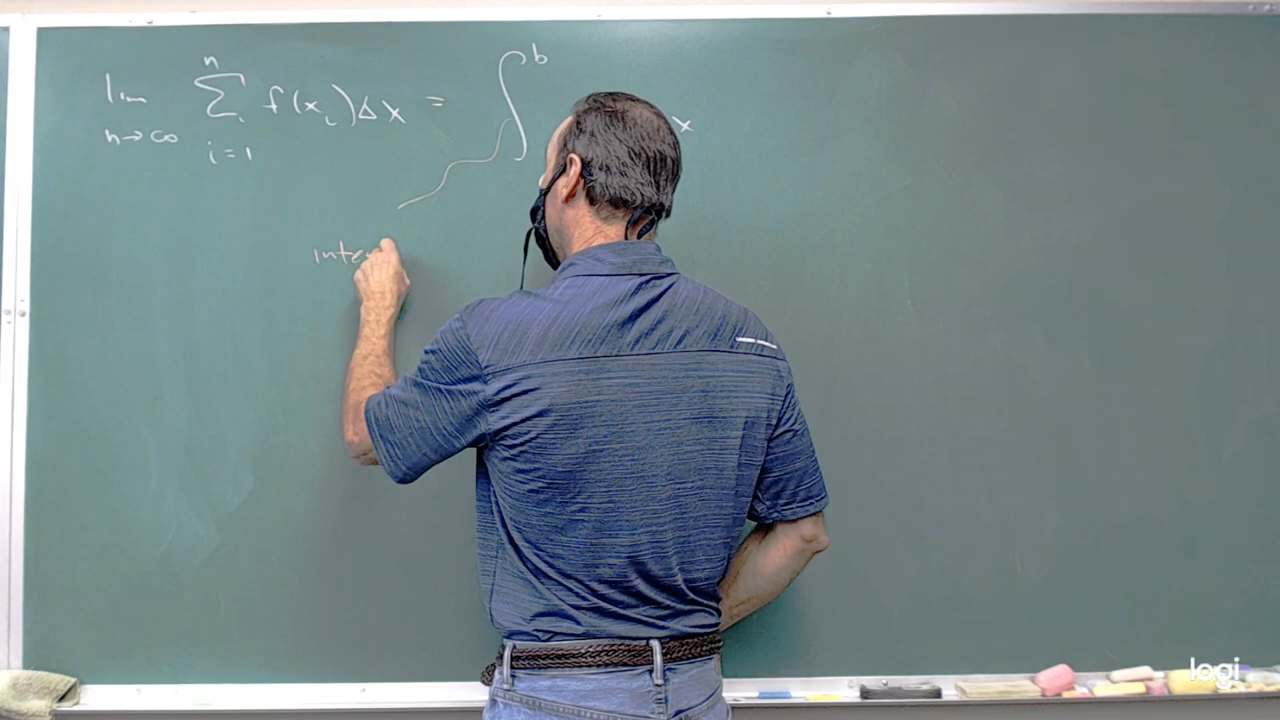 lim n→∞ n Σ i=1 f(xᵢ)Δx = ∫ b x
inte
logi